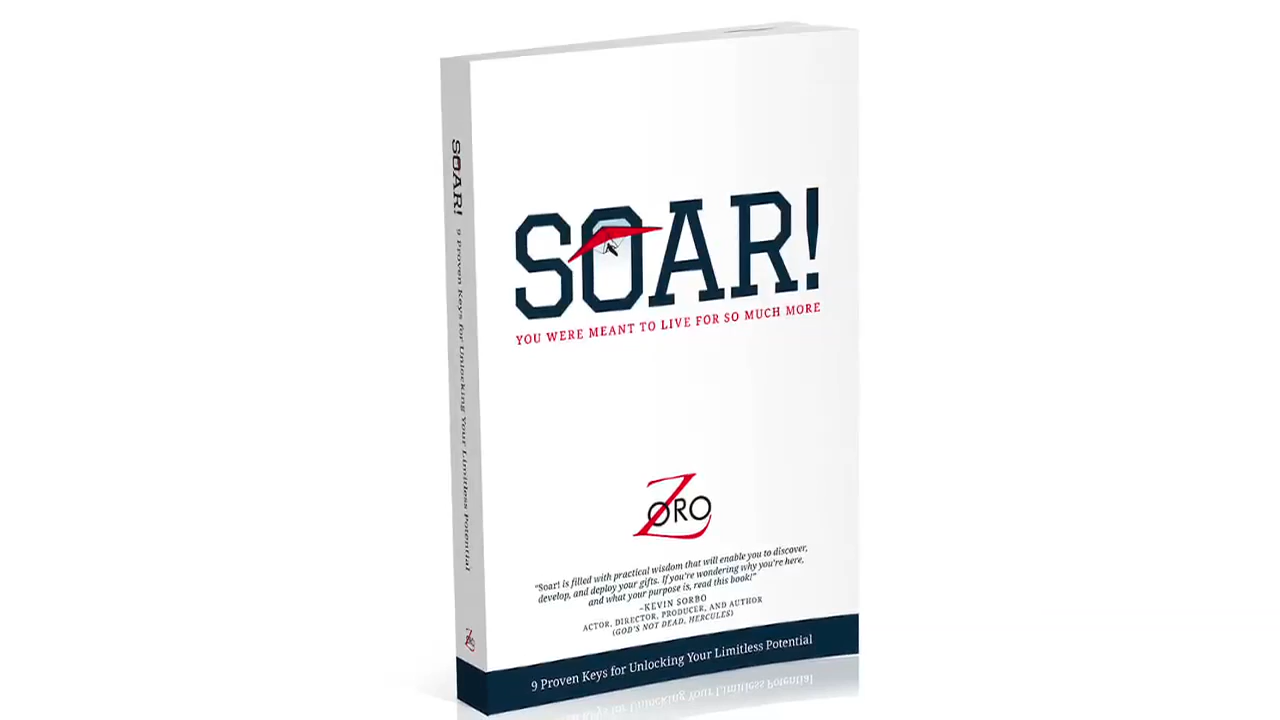 SOAR!
YOU WERE MEANT TO LIVE FOR SO MUCH MORE
ZORO
"Soar! is filled with practical wisdom that will enable you to discover,
develop, and deploy your gifts. If you're wondering why you're here,
and what your purpose is, read this book!"
–KEVIN SORBO
ACTOR, DIRECTOR, PRODUCER, AND AUTHOR
(GOD'S NOT DEAD, HERCULES)
9 Proven Keys for Unlocking Your Limitless Potential
SOAR! 9 Proven Keys for Unlocking Your Limitless Potential
ZORO